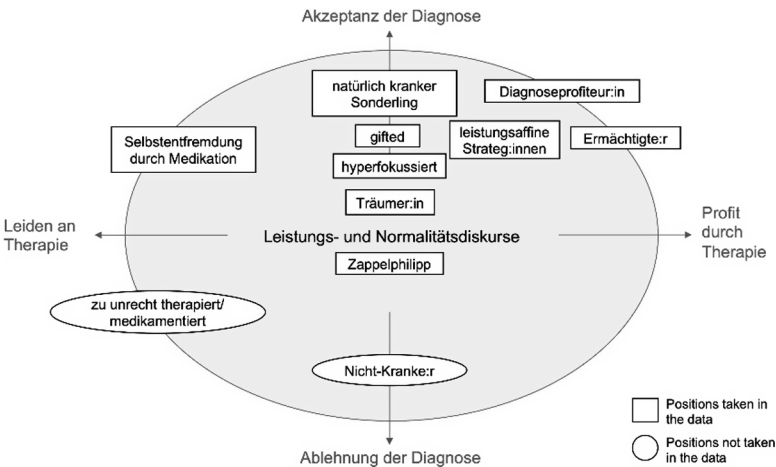 Akzeptanz der Diagnose
natürlich kranker
Sonderling
Diagnoseprofiteur:in
gifted
leistungsaffine
Strateg:innen
Ermächtigte:r
Selbstentfremdung
durch Medikation
hyperfokussiert
Träumer:in
Leiden an
Therapie
Leistungs- und Normalitätsdiskurse
Profit
durch
Therapie
Zappelphilipp
zu unrecht therapiert/
medikamentiert
Nicht-Kranke:r
Ablehnung der Diagnose
Positions taken in
the data
Positions not taken
in the data